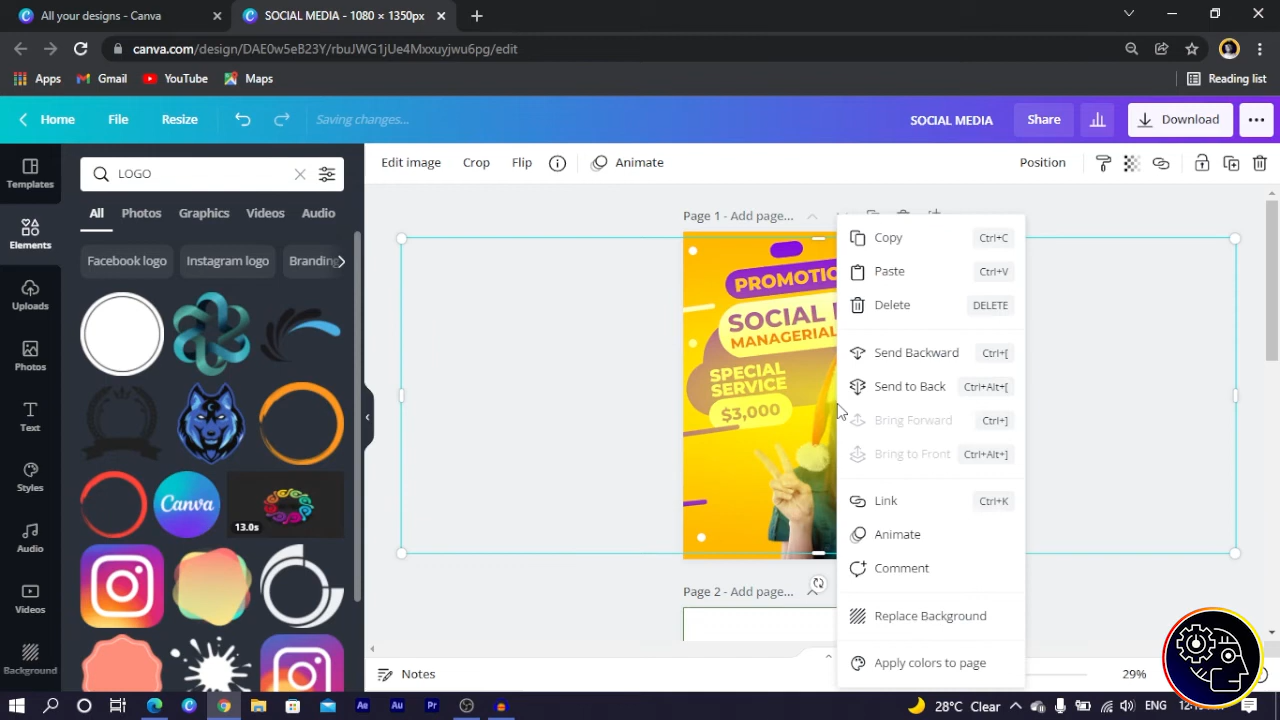 All your designs - Canva
SOCIAL MEDIA - 1080 × 1350px
canva.com/design/DAE0w5eB23Y/rbuJWG1jUe4Mxxuyjwu6pg/edit
Apps
Gmail
YouTube
Maps
Reading list
Home
File
Resize
Saving changes...
SOCIAL MEDIA
Share
Download
Templates
Elements
Uploads
Photos
Text
Styles
Audio
Videos
Background
LOGO
All
Photos
Graphics
Videos
Audio
Facebook logo
Instagram logo
Branding
Canva
13.0s
Edit image
Crop
Flip
Animate
Position
Page 1 - Add page...
PROMOTIO
SOCIAL
MANAGERIAL
SPECIAL
SERVICE
$3,000
Page 2 - Add page...
Copy Ctrl+C
Paste Ctrl+V
Delete DELETE
Send Backward Ctrl+[
Send to Back Ctrl+Alt+[
Bring Forward Ctrl+]
Bring to Front Ctrl+Alt+]
Link Ctrl+K
Animate
Comment
Replace Background
Apply colors to page
Notes
29%
Ae
Au
Pr
28°C Clear
ENG